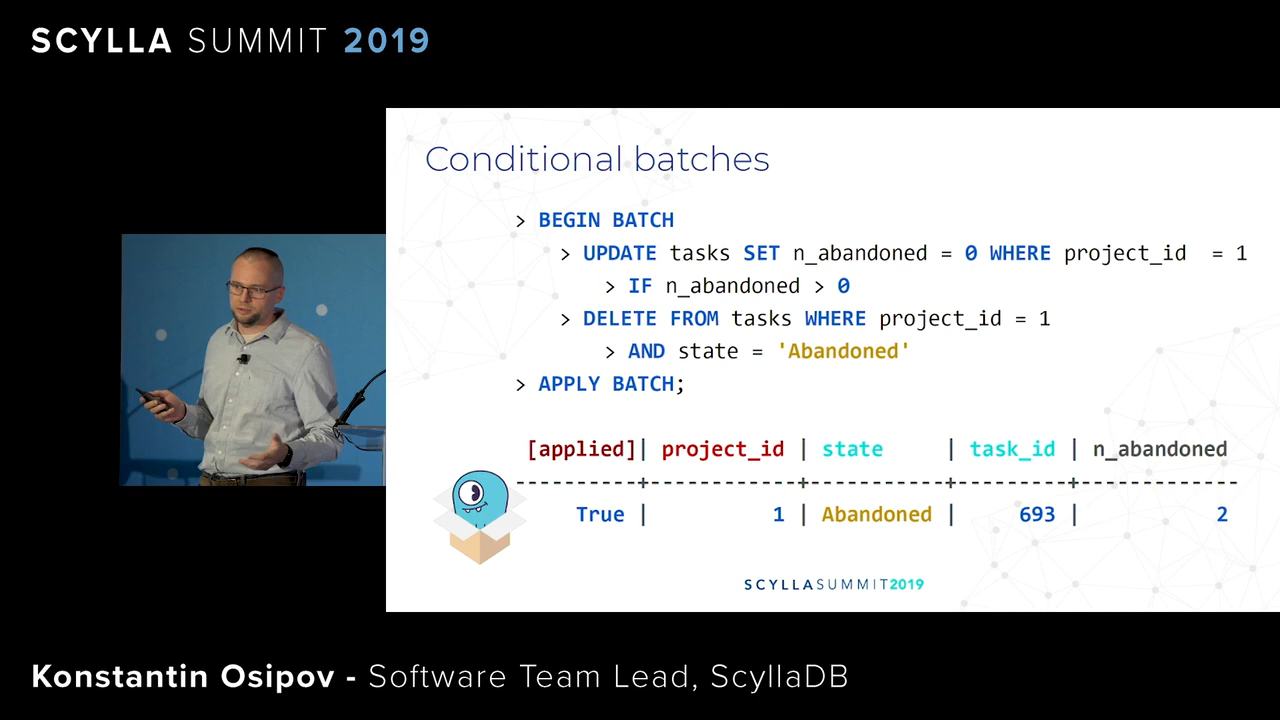 SCYLLA SUMMIT 2019
Conditional batches
> BEGIN BATCH
> UPDATE tasks SET n_abandoned = 0 WHERE project_id = 1
> IF n_abandoned > 0
> DELETE FROM tasks WHERE project_id = 1
> AND state = 'Abandoned'
> APPLY BATCH;
[applied]| project_id | state | task_id | n_abandoned
----------+-----------+----------+--------+------------
True | 1 | Abandoned | 693 | 2
SCYLLASUMMIT2019
Konstantin Osipov - Software Team Lead, ScyllaDB